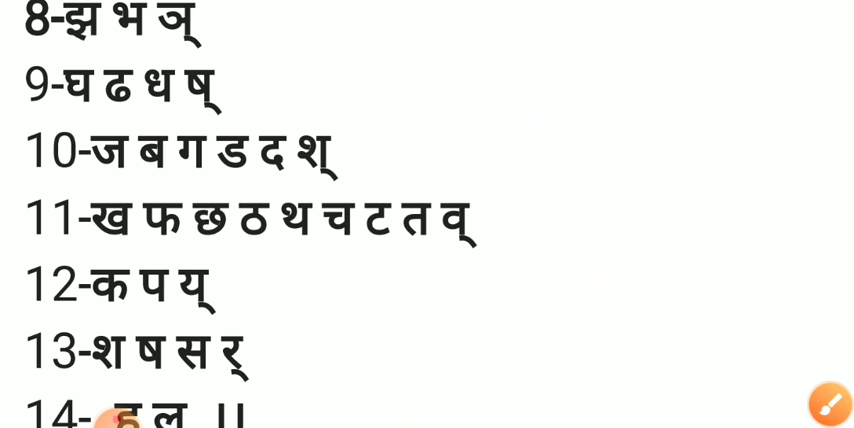 8-झ भ ञ्
9-घ ढ ध ष्
10-ज ब ग ड द श्
11-ख फ छ ठ थ च ट त व्
12-क प य्
13-श ष स र्
14- ह ल ।।